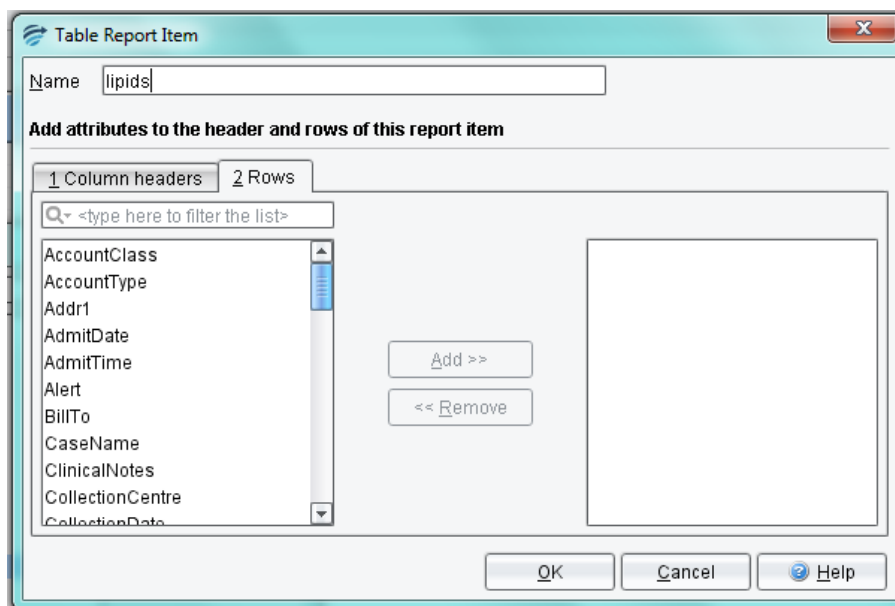 Table Report Item
Name lipids
Add attributes to the header and rows of this report item
1 Column headers 2 Rows
<type here to filter the list>
AccountClass
AccountType
Addr1
AdmitDate
AdmitTime
Alert
BillTo
CaseName
ClinicalNotes
CollectionCentre
CollectionDate
Add >>
<< Remove
OK Cancel Help